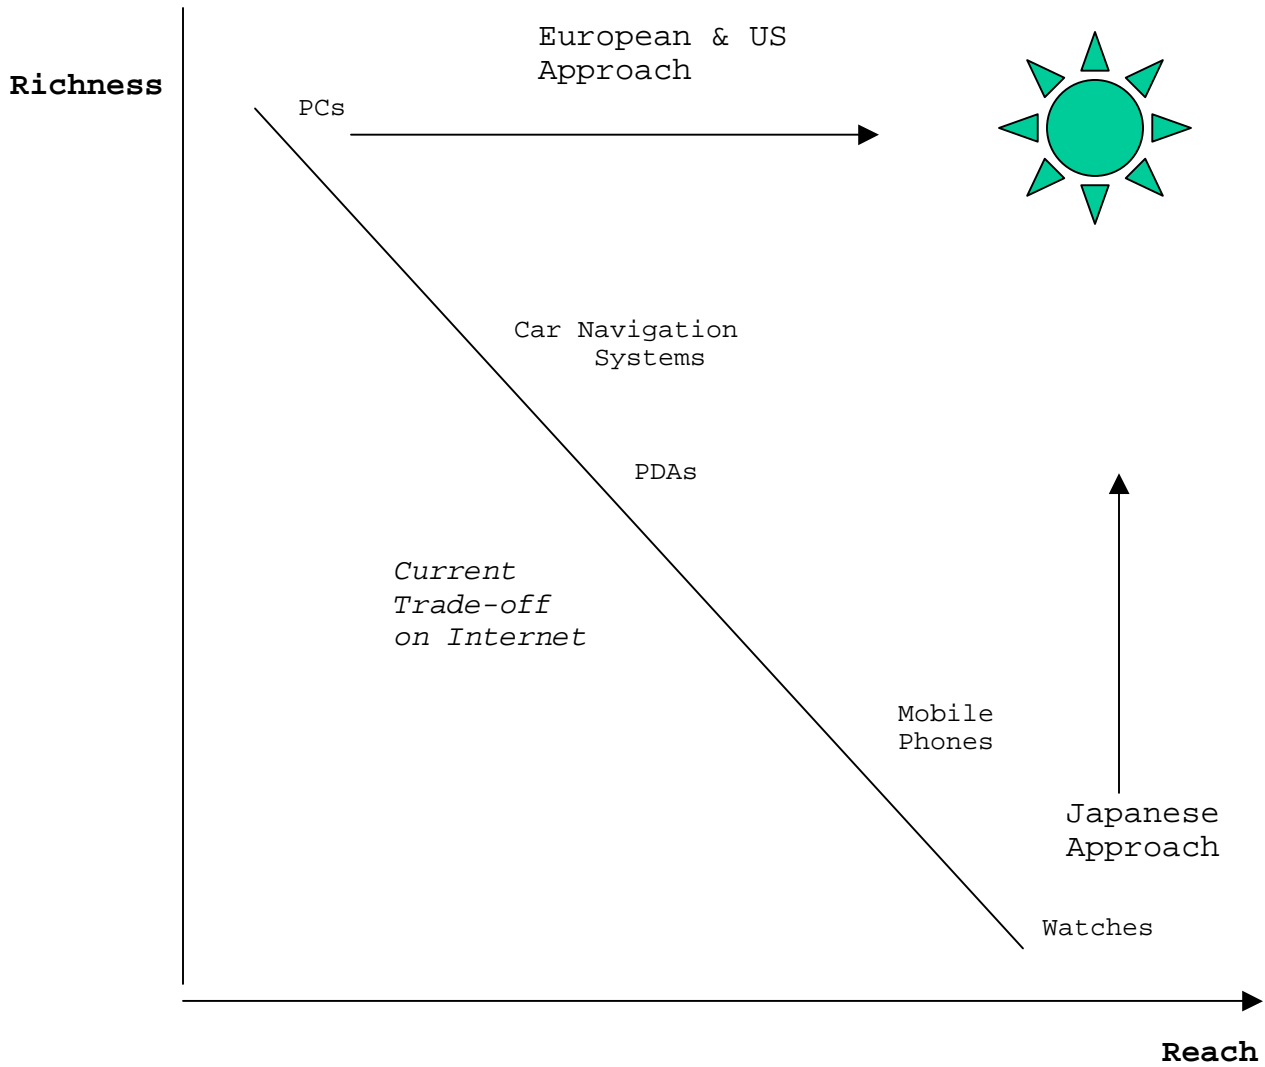 European & US
Approach
Richness
PCs
Car Navigation
Systems
PDAs
Current
Trade-off
on Internet
Mobile
Phones
Japanese
Approach
Watches
Reach